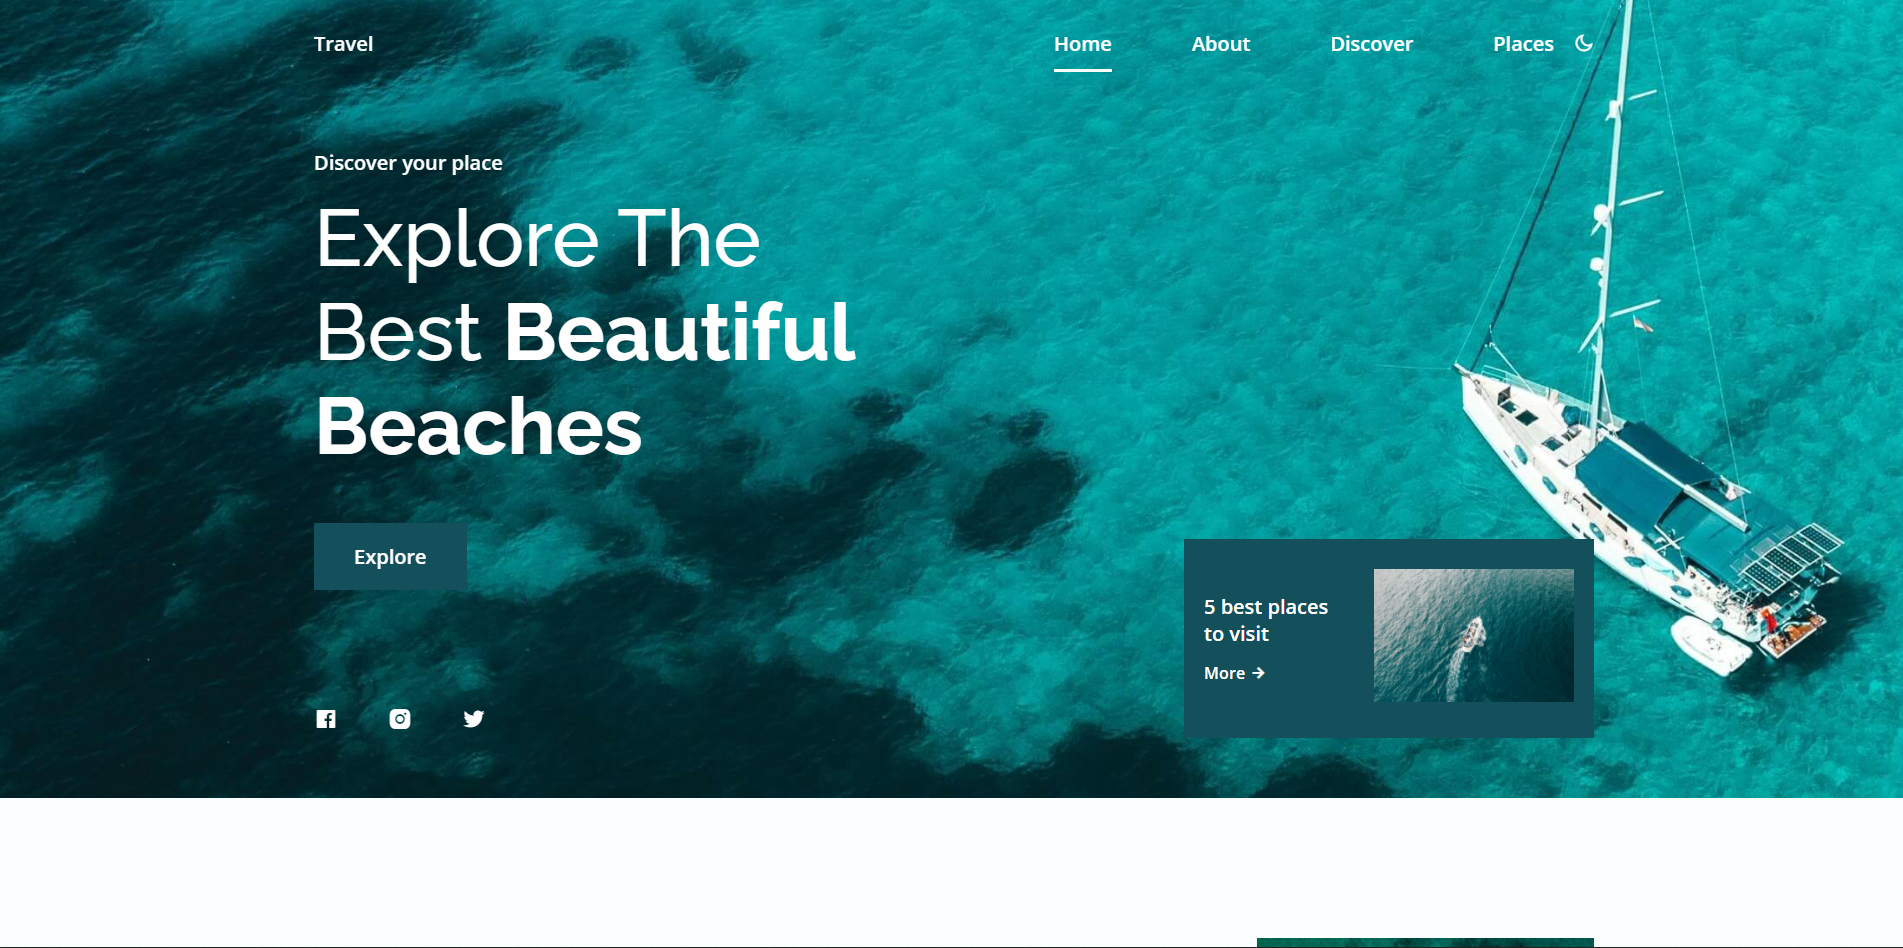 Travel
Home
About
Discover
Places
Discover your place
Explore The
Best Beautiful
Beaches
Explore
5 best places
to visit
More →